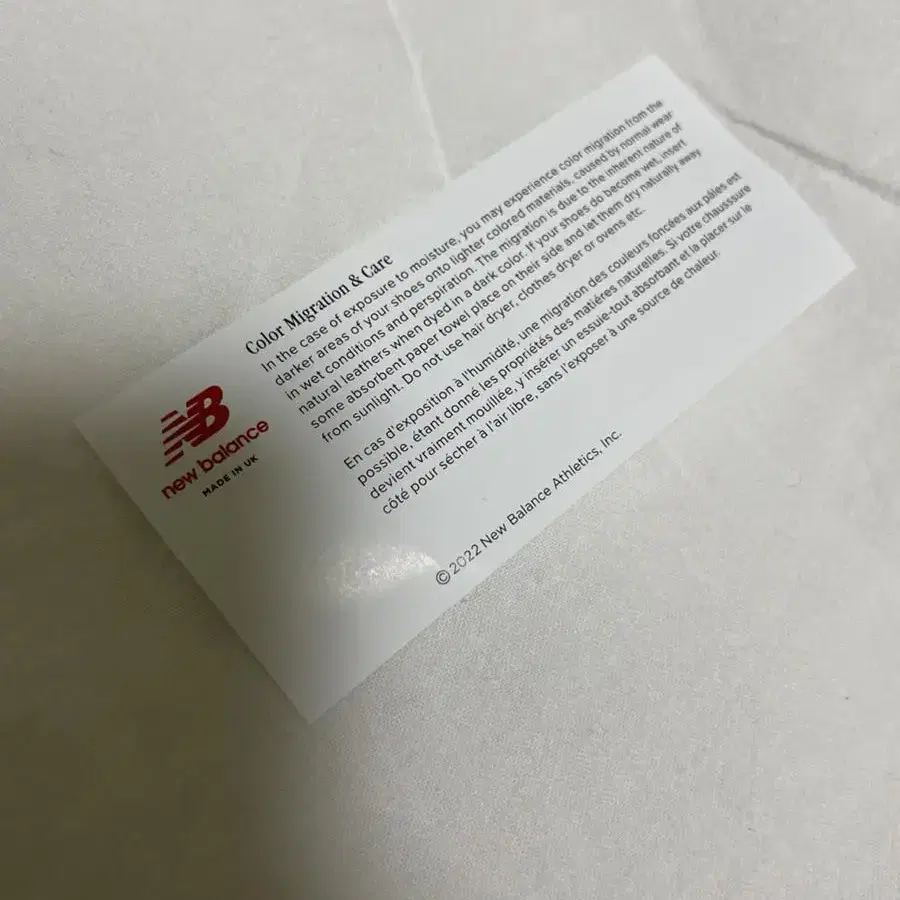 new balance
MADE IN UK
Color Migration & Care
In the case of exposure to moisture, you may experience color migration from the
darker areas of your shoes onto lighter colored materials, caused by normal wear
in wet conditions and perspiration. The migration is due to the inherent nature of
natural leathers when dyed in a dark color. If your shoes do become wet, insert
some absorbent paper towel place on their side and let them dry naturally away
from sunlight. Do not use hair dryer, clothes dryer or ovens etc.
En cas d'exposition à l'humidité, une migration des couleurs foncées aux pâles est
possible, étant donné les propriétés des matières naturelles. Si votre chausssure
devient vraiment mouillée, y insérer un essuie-tout absorbant et la placer sur le
côté pour sécher à l'air libre, sans l'exposer à une source de chaleur.
© 2022 New Balance Athletics, Inc.